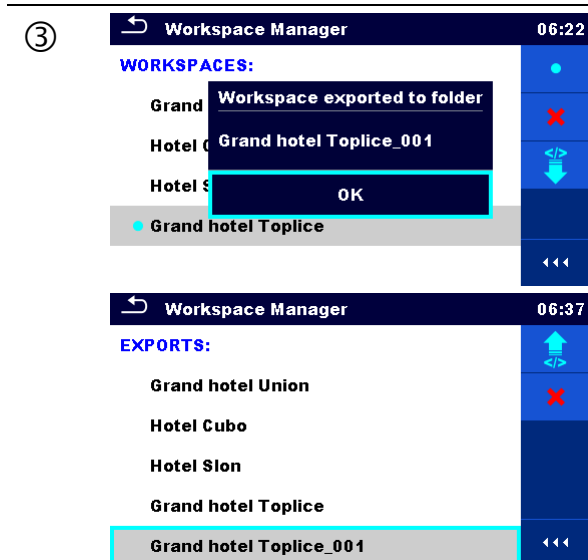 ③
Workspace Manager 06:22
WORKSPACES:
Grand
Workspace exported to folder
Hotel
Grand hotel Toplice_001
Hotel S
OK
Grand hotel Toplice
Workspace Manager 06:37
EXPORTS:
</>
Grand hotel Union
Hotel Cubo
Hotel Slon
Grand hotel Toplice
Grand hotel Toplice_001